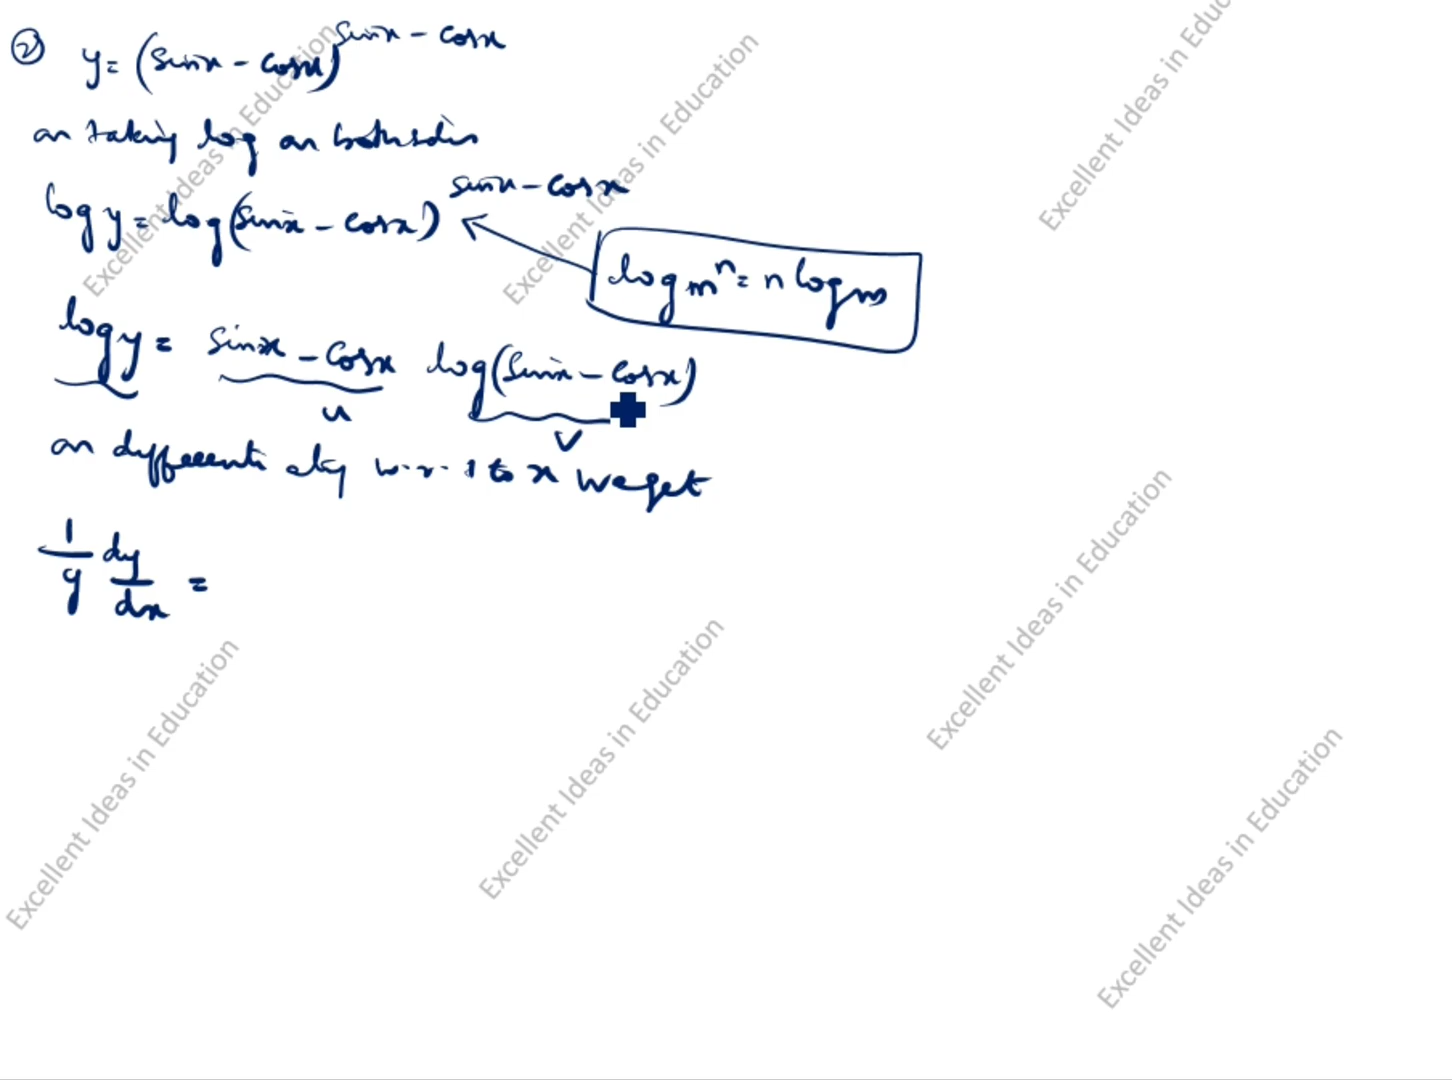 ② y = (sinx - cosx)^sinx - cosx
on taking log on bothsides
log y = log(sinx - cosx)^sinx - cosx
log m^n = n log m
log y = sinx - cosx log(sinx - cosx)
u
v
on differentiating w.r.t to x we get
1/y dy/dx =
Excellent Ideas in Education
Excellent Ideas in Education
Excellent Ideas in Education
Excellent Ideas in Education
Excellent Ideas in Education
Excellent Ideas in Education
Excellent Ideas in Education